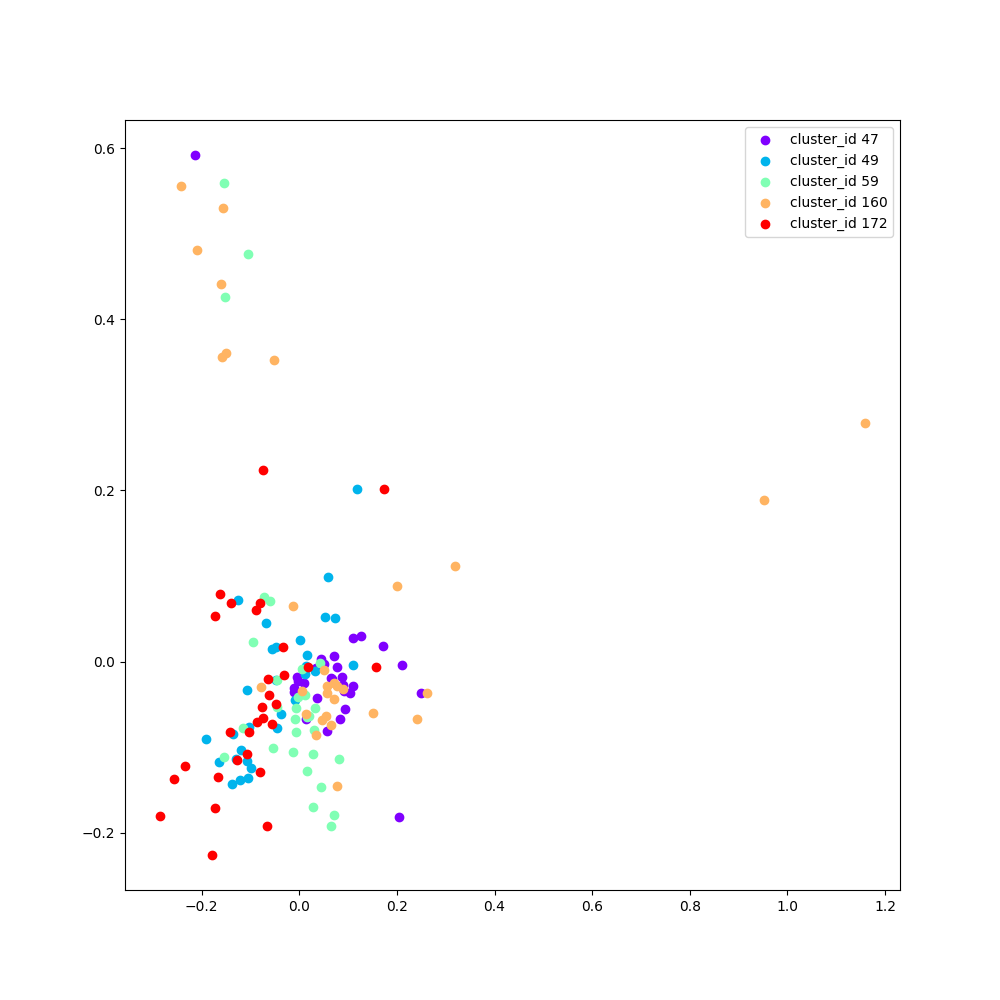 cluster_id 47
cluster_id 49
cluster_id 59
cluster_id 160
cluster_id 172
0.6
0.4
0.2
0.0
−0.2
−0.2 0.0 0.2 0.4 0.6 0.8 1.0 1.2